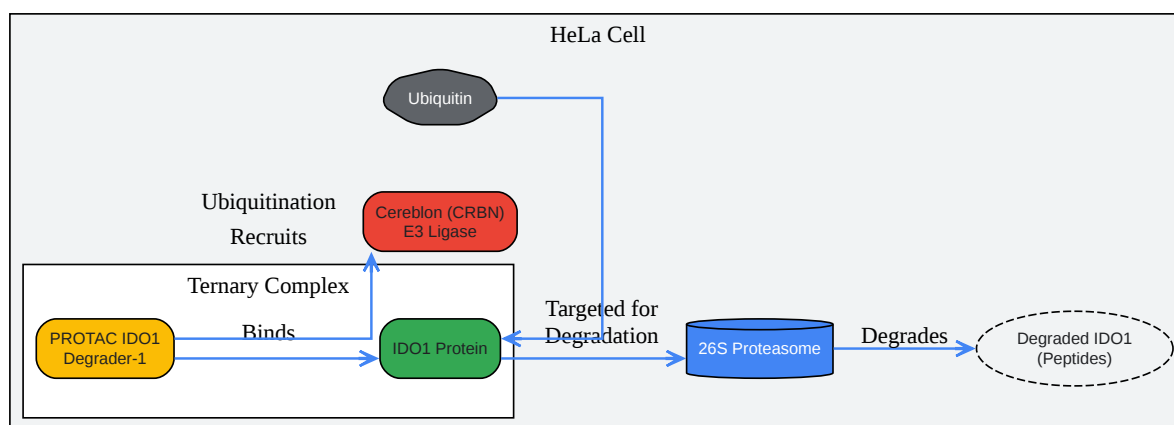 HeLa Cell
Ubiquitin
Ubiquitination
Recruits
Cereblon (CRBN)
E3 Ligase
Ternary Complex
Binds
PROTAC IDO1
Degrader-1
IDO1 Protein
Targeted for
Degradation
26S Proteasome
Degrades
Degraded IDO1
(Peptides)